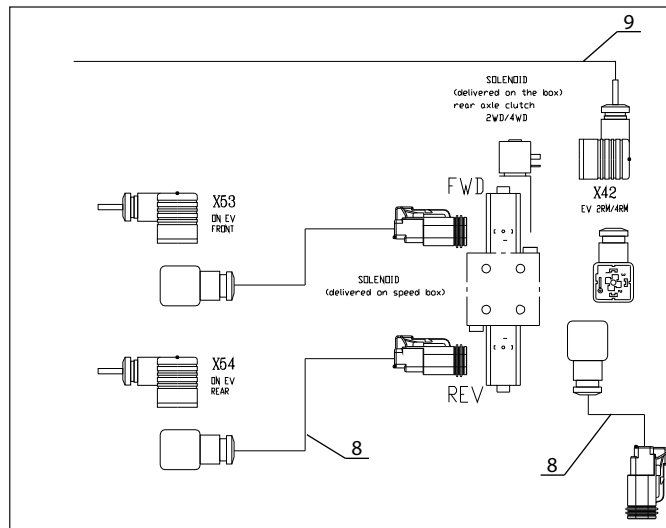 9
SOLENOID
(delivered on the box)
rear axle clutch
2WD/4WD
FWD
X53
ON EV
FRONT
X42
EV 2RM/4RM
SOLENOID
(delivered on speed box)
X54
ON EV
REAR
REV
8
8